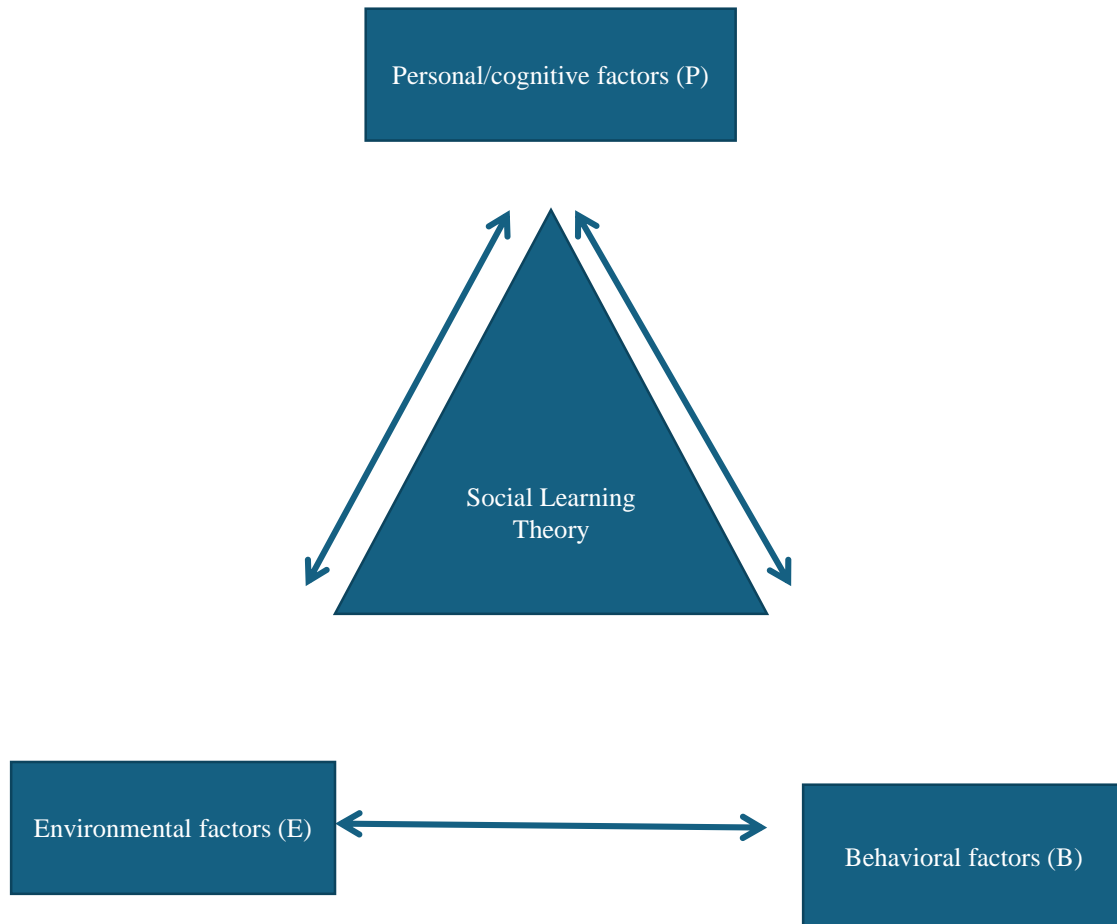 Personal/cognitive factors (P)
Social Learning
Theory
Environmental factors (E)
Behavioral factors (B)